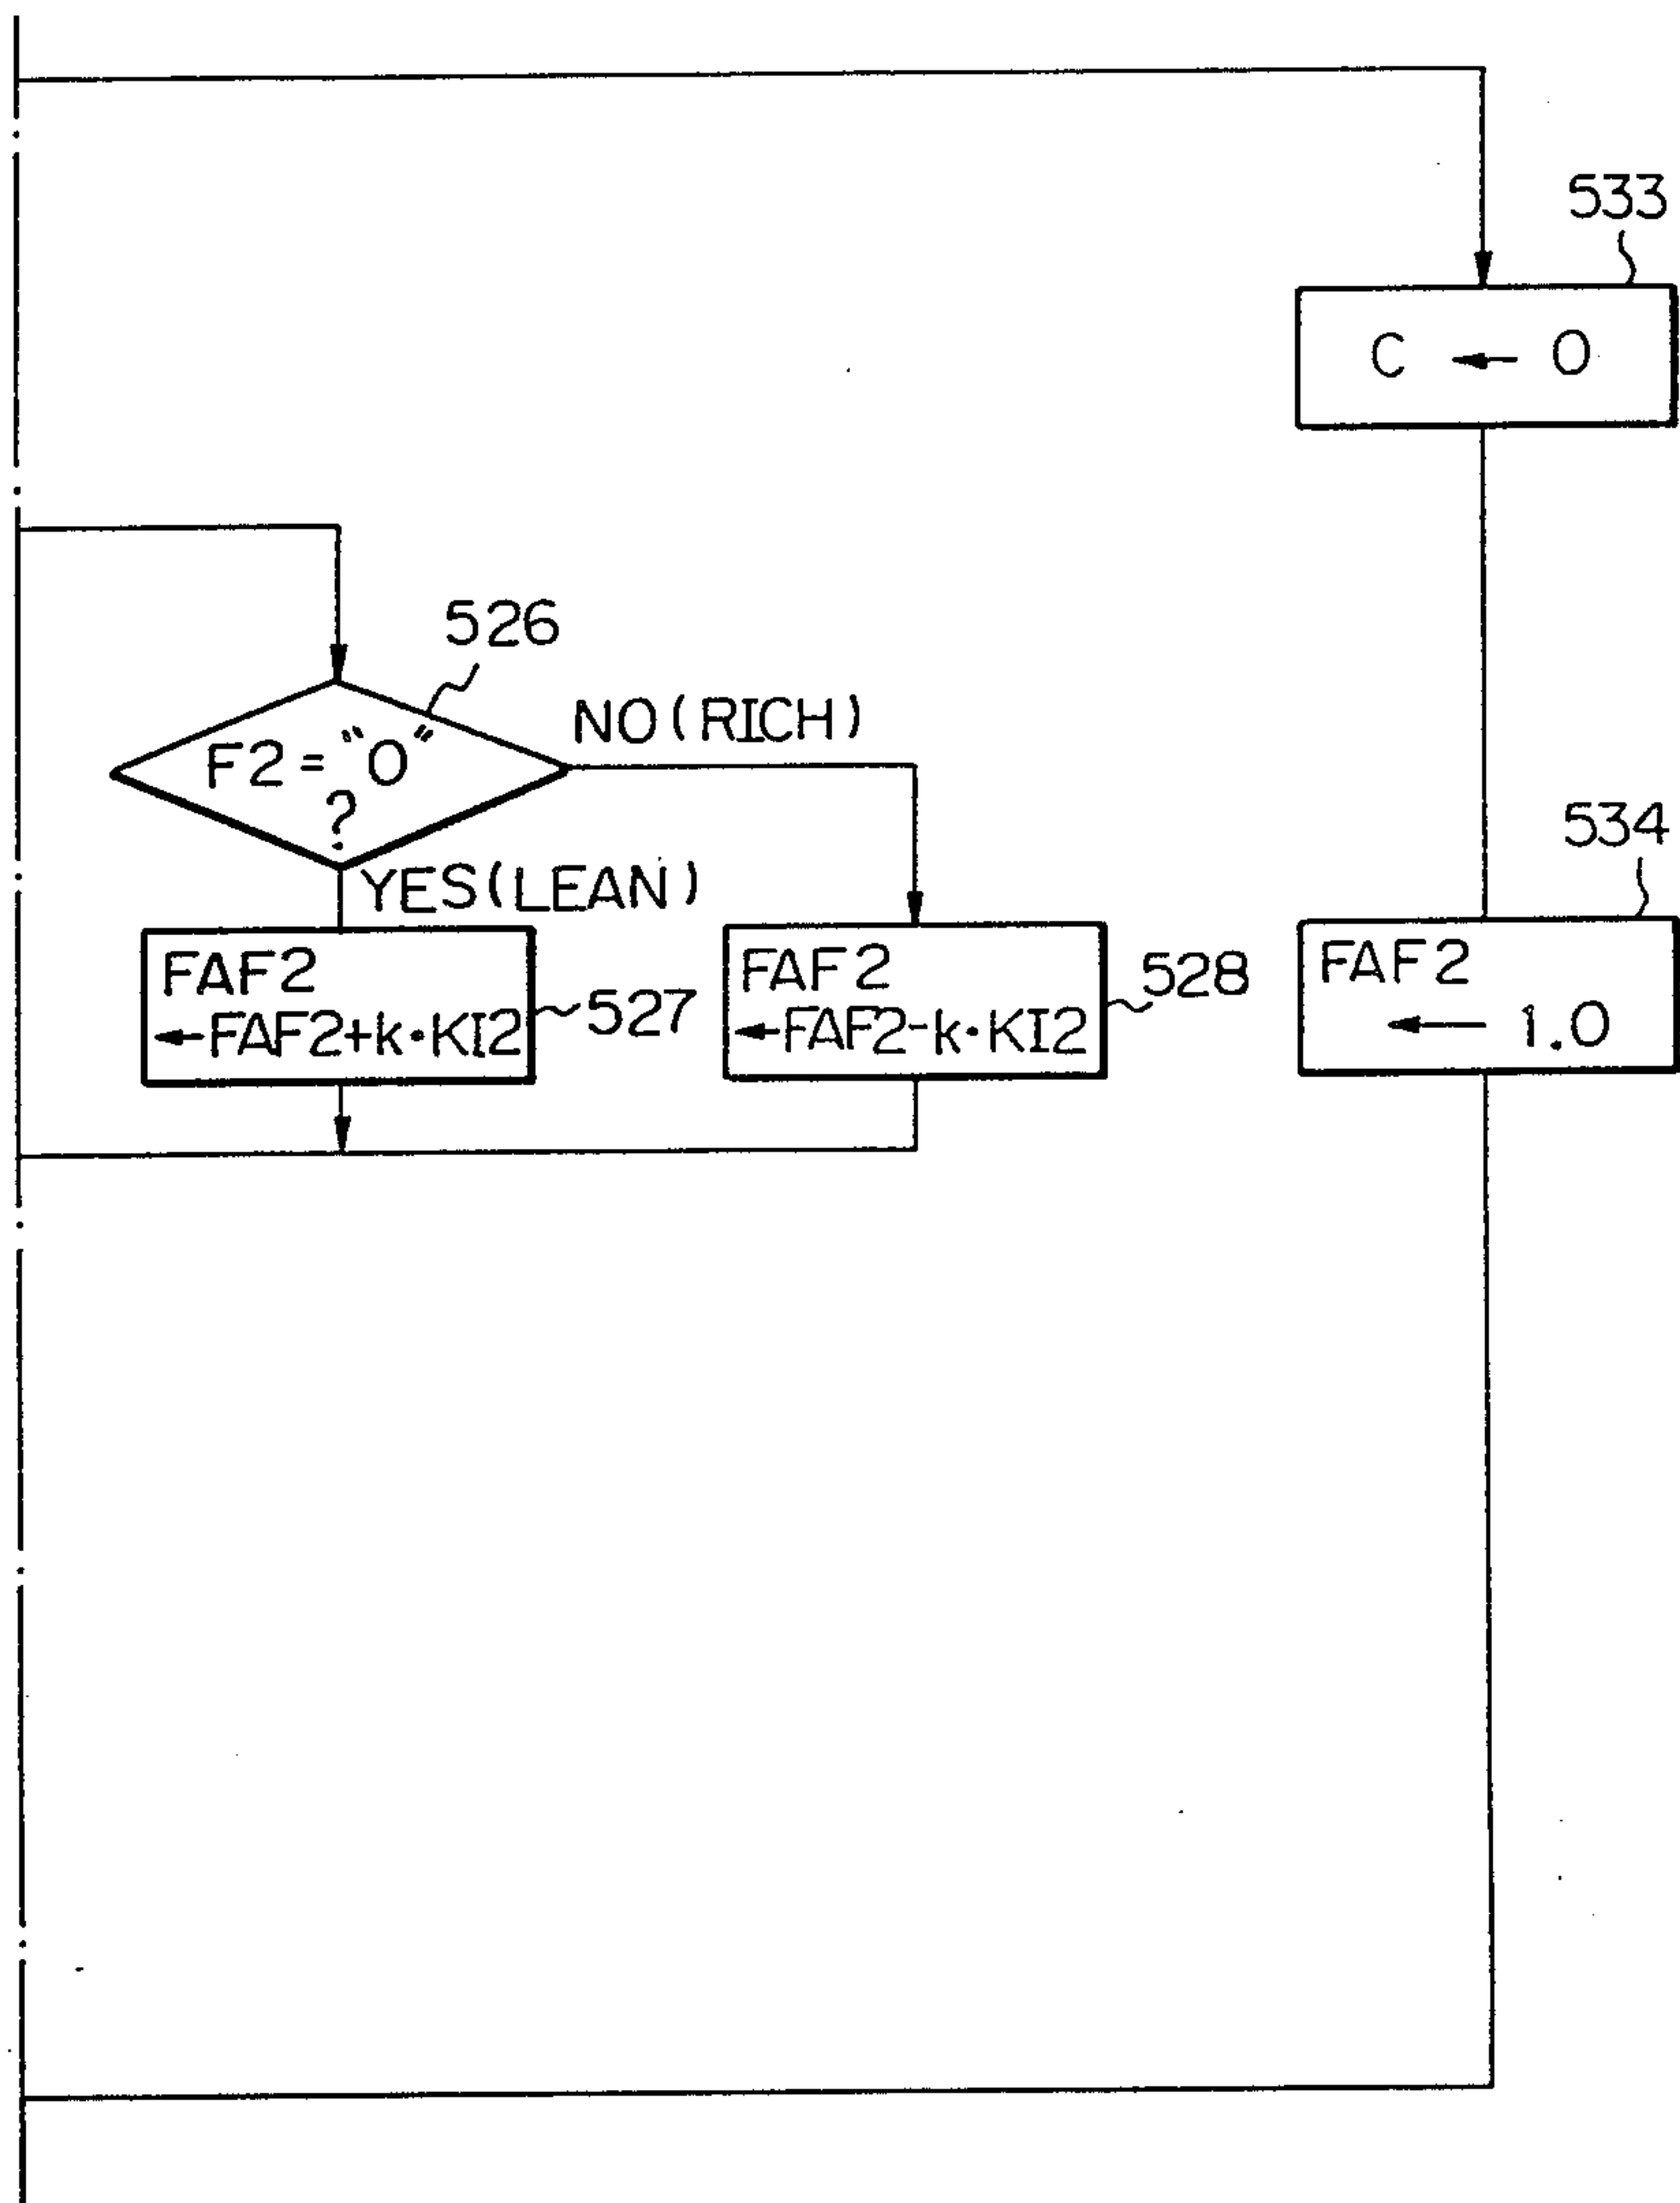 533
C ← 0
526
NO(RICH)
F2="0"
?
YES(LEAN)
534
FAF2
←FAF2+k·KI2
527
FAF2
←FAF2-k·KI2
528
FAF2
← 1.0